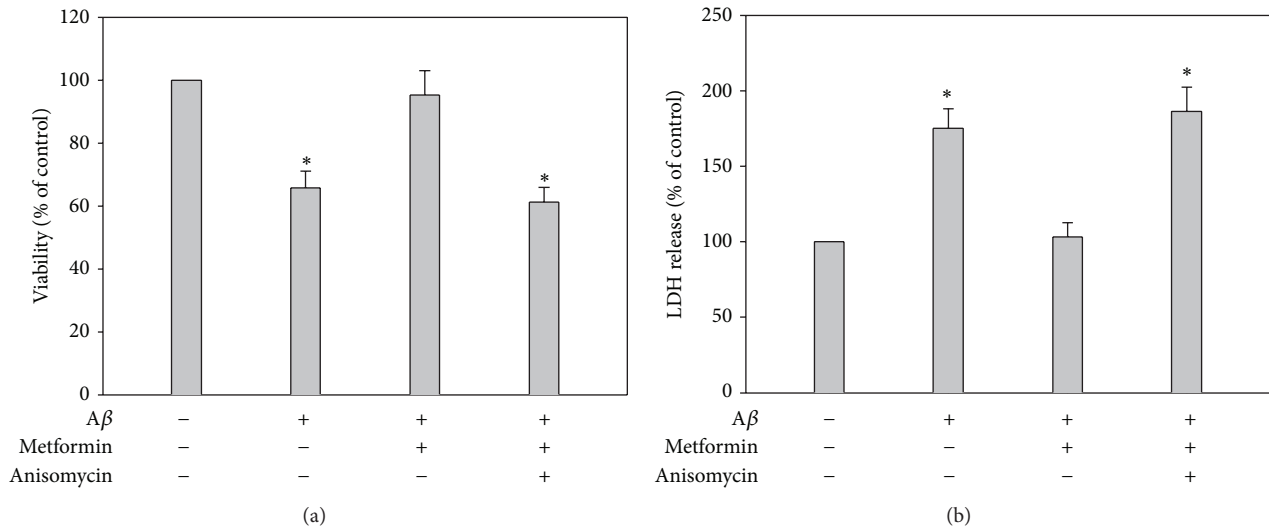 120
100
80
60
40
20
0
Viability (% of control)
*
*
Aβ − + + +
Metformin − − + +
Anisomycin − − − +
(a)
250
200
150
100
50
0
LDH release (% of control)
*
*
Aβ − + + +
Metformin − − + +
Anisomycin − − − +
(b)